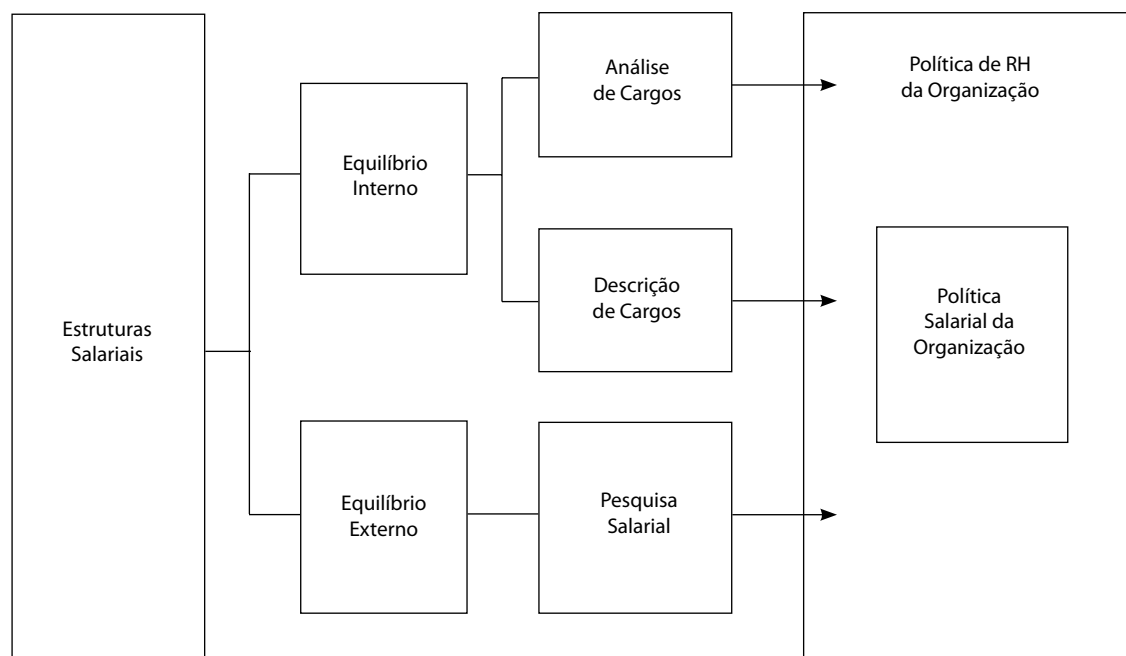 Estruturas
Salariais
Equilíbrio
Interno
Equilíbrio
Externo
Análise
de Cargos
Descrição
de Cargos
Pesquisa
Salarial
Política de RH
da Organização
Política
Salarial da
Organização